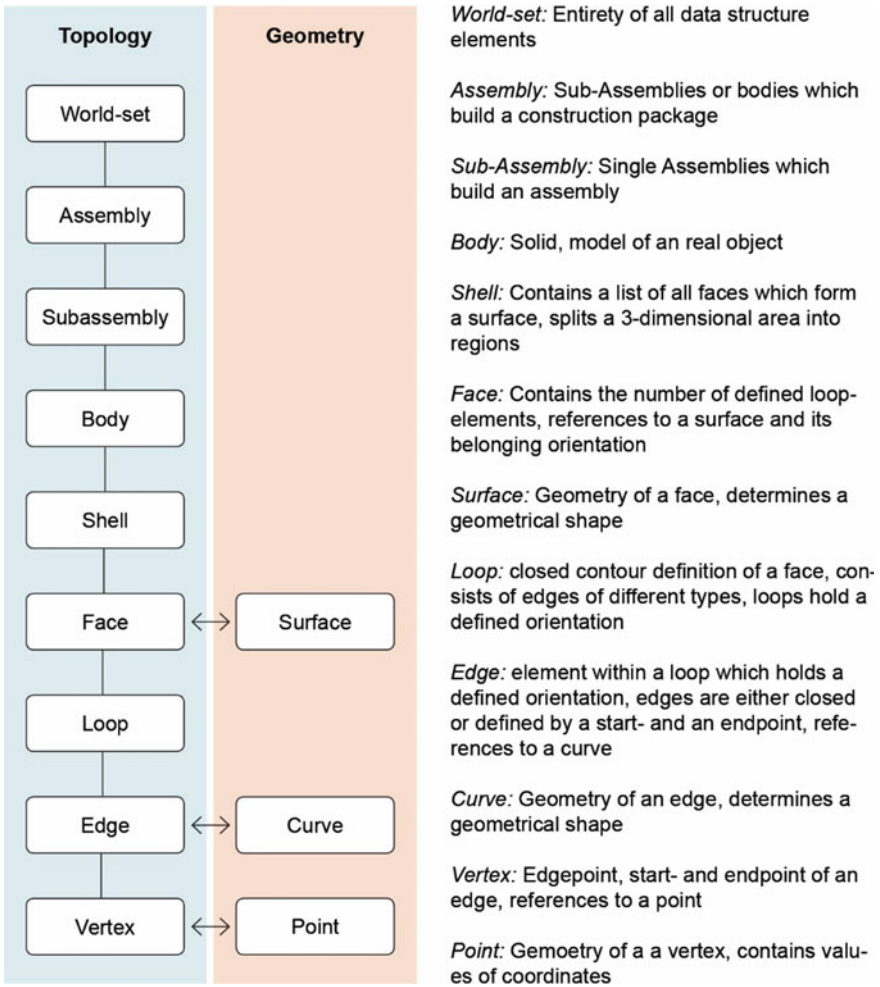 Topology
Geometry
World-set
Assembly
Subassembly
Body
Shell
Face
Surface
Loop
Edge
Curve
Vertex
Point
World-set: Entirety of all data structure
elements
Assembly: Sub-Assemblies or bodies which
build a construction package
Sub-Assembly: Single Assemblies which
build an assembly
Body: Solid, model of an real object
Shell: Contains a list of all faces which form
a surface, splits a 3-dimensional area into
regions
Face: Contains the number of defined loop-
elements, references to a surface and its
belonging orientation
Surface: Geometry of a face, determines a
geometrical shape
Loop: closed contour definition of a face, con-
sists of edges of different types, loops hold a
defined orientation
Edge: element within a loop which holds a
defined orientation, edges are either closed
or defined by a start- and an endpoint, refe-
rences to a curve
Curve: Geometry of an edge, determines a
geometrical shape
Vertex: Edgepoint, start- and endpoint of an
edge, references to a point
Point: Gemoetry of a a vertex, contains valu-
es of coordinates